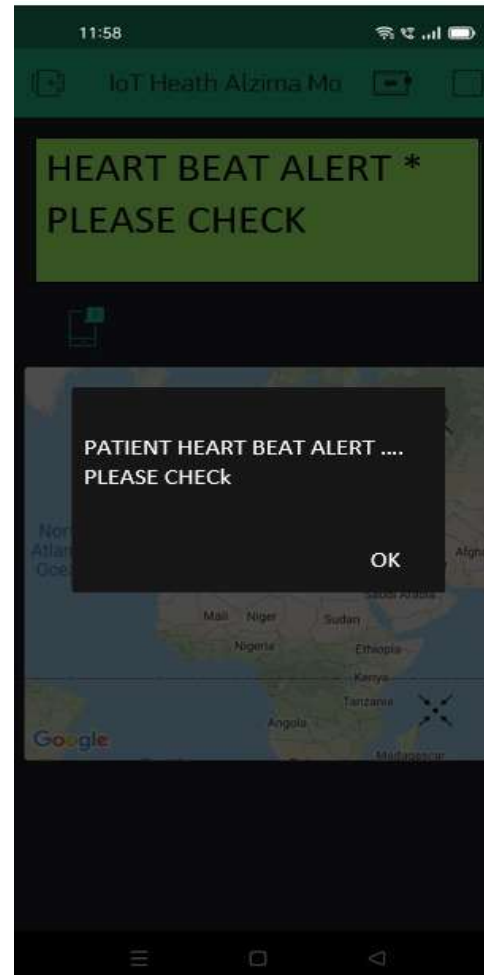 11:58
IoT Heath Alzima Mo
HEART BEAT ALERT *
PLEASE CHECK
PATIENT HEART BEAT ALERT ....
PLEASE CHECk
OK
Mali Niger Sudan
Nigeria Ethiopia
Kenya
Tanzania
Angola
Google
Madagascar